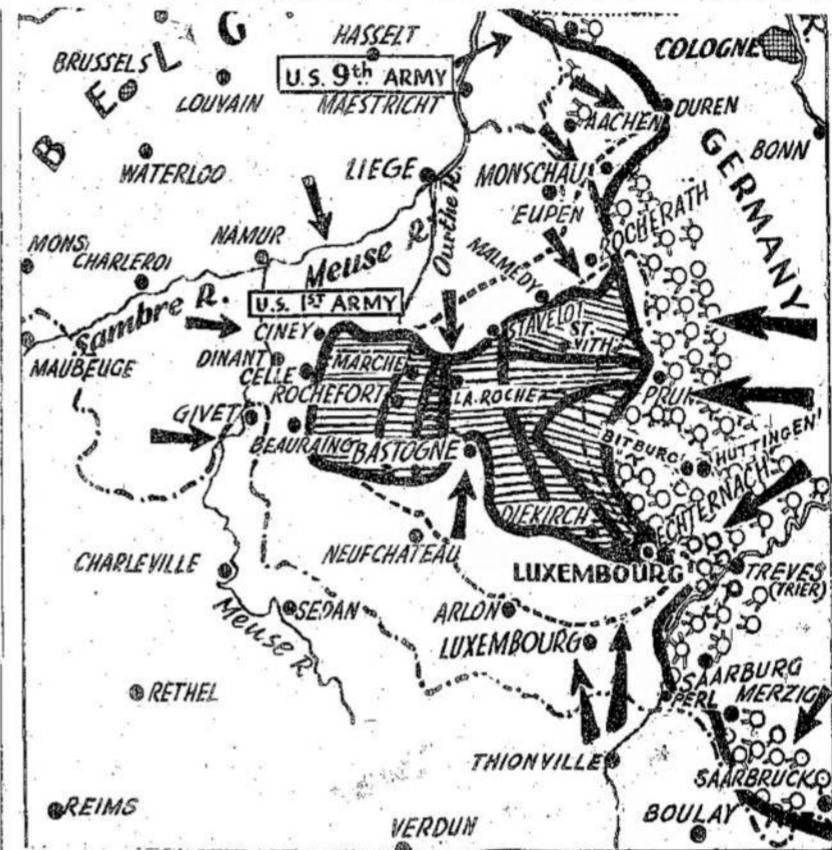 HASSELT
COLOGNE
BRUSSELS
BELG
U.S. 9th ARMY
LOUVAIN
MAESTRICHT
DUREN
AACHEN
GERMANY
BONN
WATERLOO
LIEGE
MONSCHAU
EUPEN
Ourthe R.
ROCHERATH
MONS
NAMUR
CHARLEROI
Meuse R.
MALMEDY
Sambre R.
U.S. 1ST ARMY
CINEY
STAVELOT
ST. VITH
MAUBEUGE
DINANT
MARCHE
CELLE
ROCHEFORT
LA ROCHE
PRUM
GIVET
BEAURAING
BASTOGNE
BITBURG
HUTTINGEN
DIEKIRCH
ECHTERNACH
NEUFCHATEAU
CHARLEVILLE
LUXEMBOURG
TREVES
(TRIER)
SEDAN
ARLON
Meuse R.
LUXEMBOURG
RETHEL
SAARBURG
PERL
MERZIG
THIONVILLE
SAARBRUCKS
REIMS
BOULAY
VERDUN